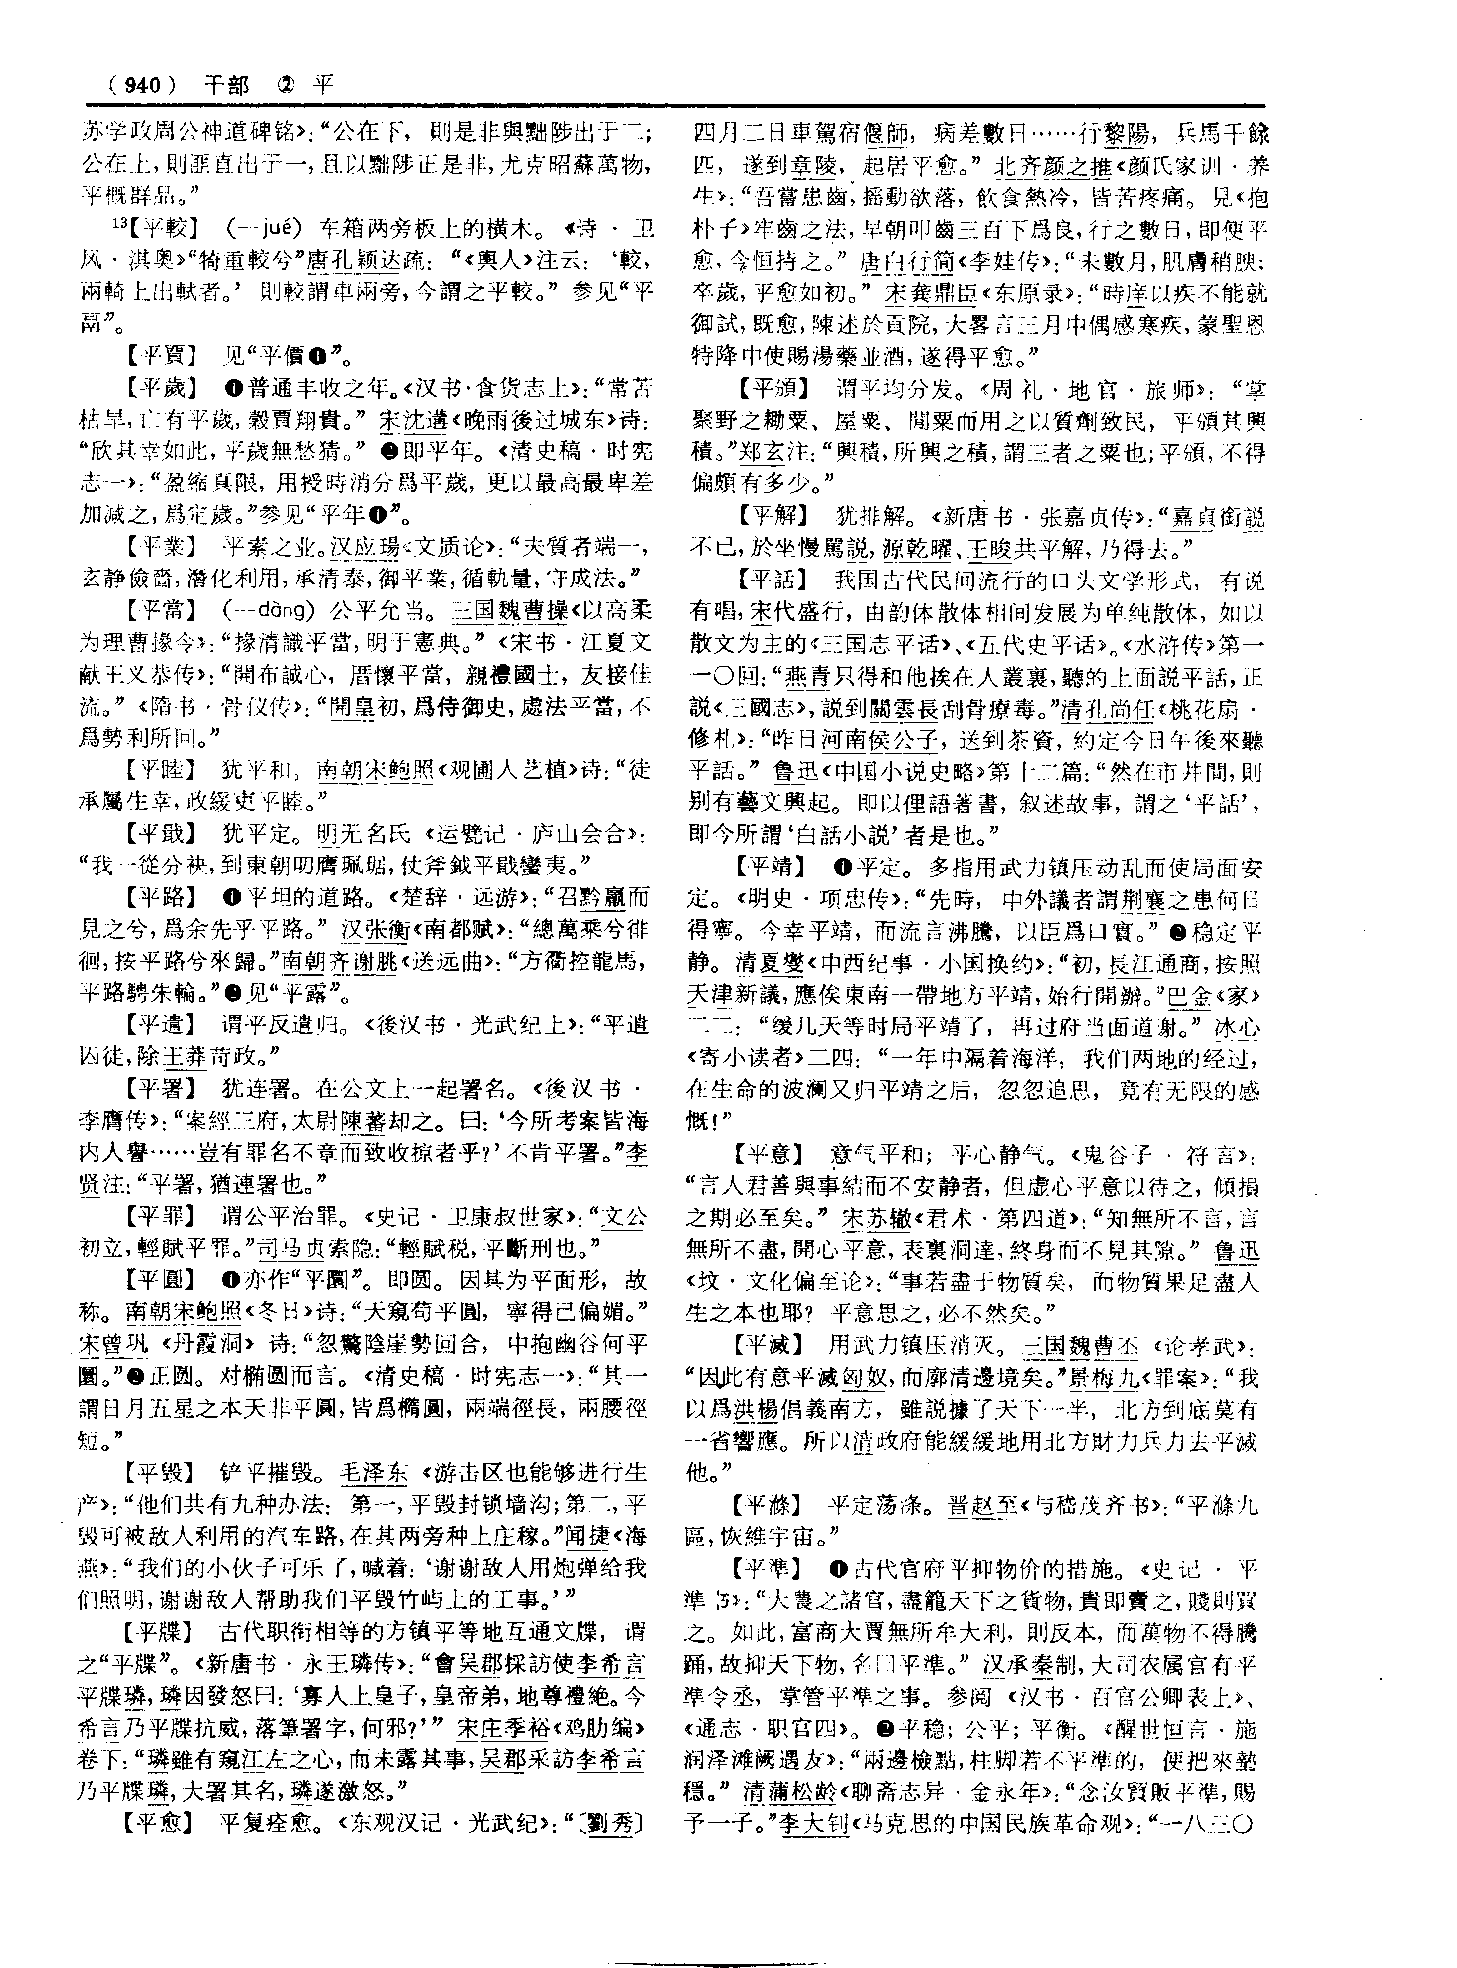 （940） 干部 ② 平
苏学政周公神道碑铭》：“公在下，則是非與黜陟出于二；
公在上，則誣直出于一，且以黜陟正是非，尤克昭蘇萬物，
平概群品。”
13【平較】 （—jué）车箱两旁板上的横木。《诗·卫
风·淇奥》“猗重較兮”唐孔颖达疏：“《輿人》注云：‘較，
兩輢上出軾者。’則較謂車兩旁，今謂之平較。”参见“平
鬲”。
【平賈】 见“平價❶”。
【平歲】 ❶普通丰收之年。《汉书·食货志上》：“常苦
枯旱，亡有平歲，穀賈翔貴。”宋沈遘《晚雨後过城东》诗：
“欣其幸如此，平歲無愁猜。”❷即平年。《清史稿·时宪
志一》：“盈縮真限，用授時消分爲平歲，更以最高最卑差
加減之，爲定歲。”参见“平年❶”。
【平業】 平素之业。汉应瑒《文质论》：“夫質者端一，
玄静儉嗇，潛化利用，承清泰，御平業，循軌量，守成法。”
【平當】 （—dàng）公平允当。三国魏曹操《以高柔
为理曹掾令》：“掾清識平當，明于憲典。”《宋书·江夏文
献王义恭传》：“開布誠心，厝懷平當，親禮國士，友接佳
流。”《隋书·骨仪传》：“開皇初，爲侍御史，處法平當，不
爲勢利所回。”
【平睦】 犹平和。南朝宋鲍照《观圃人艺植》诗：“徒
承屬生幸，政緩吏平睦。”
【平戢】 犹平定。明无名氏《运甓记·庐山会合》：
“我一從分袂，到東朝叨膺珮琚，仗斧鉞平戢蠻夷。”
【平路】 ❶平坦的道路。《楚辞·远游》：“召黔羸而
見之兮，爲余先乎平路。”汉张衡《南都赋》：“總萬乘兮徘
徊，按平路兮來歸。”南朝齐谢朓《送远曲》：“方衢控龍馬，
平路騁朱輪。”❷见“平露”。
【平遣】 谓平反遣归。《後汉书·光武纪上》：“平遣
囚徒，除王莽苛政。”
【平署】 犹连署。在公文上一起署名。《後汉书·
李膺传》：“案經三府，太尉陳蕃却之。曰：‘今所考案皆海
内人譽……豈有罪名不章而致收掠者乎？’不肯平署。”李
贤注：“平署，猶連署也。”
【平罪】 谓公平治罪。《史记·卫康叔世家》：“文公
初立，輕賦平罪。”司马贞索隐：“輕賦税，平斷刑也。”
【平圓】 ❶亦作“平圜”。即圆。因其为平面形，故
称。南朝宋鲍照《冬日》诗：“天窺苟平圓，寧得已偏媚。”
宋曾巩《丹霞洞》诗：“忽驚陰崖勢回合，中抱幽谷何平
圜。”❷正圆。对椭圆而言。《清史稿·时宪志一》：“其一
謂日月五星之本天非平圓，皆爲橢圓，兩端徑長，兩腰徑
短。”
【平毁】 铲平摧毁。毛泽东《游击区也能够进行生
产》：“他们共有九种办法：第一，平毁封锁墙沟；第二，平
毁可被敌人利用的汽车路，在其两旁种上庄稼。”闻捷《海
燕》：“我们的小伙子可乐了，喊着：‘谢谢敌人用炮弹给我
们照明，谢谢敌人帮助我们平毁竹屿上的工事。’”
【平牒】 古代职衔相等的方镇平等地互通文牒，谓
之“平牒”。《新唐书·永王璘传》：“會吴郡採訪使李希言
平牒璘，璘因發怒曰：‘寡人上皇子，皇帝弟，地尊禮絶。今
希言乃平牒抗威，落筆署字，何邪？’”宋庄季裕《鸡肋编》
卷下：“璘雖有窺江左之心，而未露其事，吴郡采訪李希言
乃平牒璘，大署其名，璘遂激怒。”
【平愈】 平复痊愈。《东观汉记·光武纪》：“〔劉秀〕
四月二日車駕宿偃師，病差數日……行黎陽，兵馬千餘
匹，遂到章陵，起居平愈。”北齐颜之推《颜氏家训·养
生》：“吾嘗患齒，摇動欲落，飲食熱冷，皆苦疼痛。見《抱
朴子》牢齒之法，早朝叩齒三百下爲良，行之數日，即便平
愈，今恒持之。”唐白行简《李娃传》：“未數月，肌膚稍腴；
卒歲，平愈如初。”宋龚鼎臣《东原录》：“時庠以疾不能就
御試，既愈，陳述於貢院，大畧言三月中偶感寒疾，蒙聖恩
特降中使賜湯藥並酒，遂得平愈。”
【平頒】 谓平均分发。《周礼·地官·旅师》：“掌
聚野之耡粟、屋粟、閒粟而用之以質劑致民，平頒其興
積。”郑玄注：“興積，所興之積，謂三者之粟也；平頒，不得
偏頗有多少。”
【平解】 犹排解。《新唐书·张嘉贞传》：“嘉貞銜説
不已，於坐慢駡説，源乾曜、王晙共平解，乃得去。”
【平話】 我国古代民间流行的口头文学形式，有说
有唱，宋代盛行，由韵体散体相间发展为单纯散体，如以
散文为主的《三国志平话》、《五代史平话》。《水浒传》第一
一〇回：“燕青只得和他挨在人叢裏，聽的上面説平話，正
説《三國志》，説到關雲長刮骨療毒。”清孔尚任《桃花扇·
修札》：“昨日河南侯公子，送到茶資，約定今日午後來聽
平話。”鲁迅《中国小说史略》第十二篇：“然在市井間，則
别有藝文興起。即以俚語著書，叙述故事，謂之‘平話’，
即今所謂‘白話小説’者是也。”
【平靖】 ❶平定。多指用武力镇压动乱而使局面安
定。《明史·项忠传》：“先時，中外議者謂荆襄之患何日
得寧。今幸平靖，而流言沸騰，以臣爲口實。”❷稳定平
静。清夏燮《中西纪事·小国换约》：“初，長江通商，按照
天津新議，應俟東南一帶地方平靖，始行開辦。”巴金《家》
二二：“缓几天等时局平靖了，再过府当面道谢。”冰心
《寄小读者》二四：“一年中隔着海洋，我们两地的经过，
在生命的波澜又归平靖之后，忽忽追思，竟有无限的感
慨！”
【平意】 意气平和；平心静气。《鬼谷子·符言》：
“言人君善與事結而不安静者，但虚心平意以待之，傾損
之期必至矣。”宋苏辙《君术·第四道》：“知無所不言，言
無所不盡，開心平意，表裏洞達，終身而不見其隙。”鲁迅
《坟·文化偏至论》：“事若盡于物質矣，而物質果足盡人
生之本也耶？平意思之，必不然矣。”
【平滅】 用武力镇压消灭。三国魏曹丕《论孝武》：
“因此有意平滅匈奴，而廓清邊境矣。”景梅九《罪案》：“我
以爲洪楊倡義南方，雖説據了天下一半，北方到底莫有
一省響應。所以清政府能緩緩地用北方財力兵力去平滅
他。”
【平滌】 平定荡涤。晋赵至《与嵇茂齐书》：“平滌九
區，恢維宇宙。”
【平準】 ❶古代官府平抑物价的措施。《史记·平
準书》：“大農之諸官，盡籠天下之貨物，貴即賣之，賤則買
之。如此，富商大賈無所牟大利，則反本，而萬物不得騰
踊，故抑天下物，名曰平準。”汉承秦制，大司农属官有平
準令丞，掌管平準之事。参阅《汉书·百官公卿表上》、
《通志·职官四》。❷平稳；公平；平衡。《醒世恒言·施
润泽滩阙遇友》：“兩邊檢點，柱脚若不平準的，便把來墊
穩。”清蒲松龄《聊斋志异·金永年》：“念汝貿販平準，賜
予一子。”李大钊《马克思的中国民族革命观》：“一八三〇